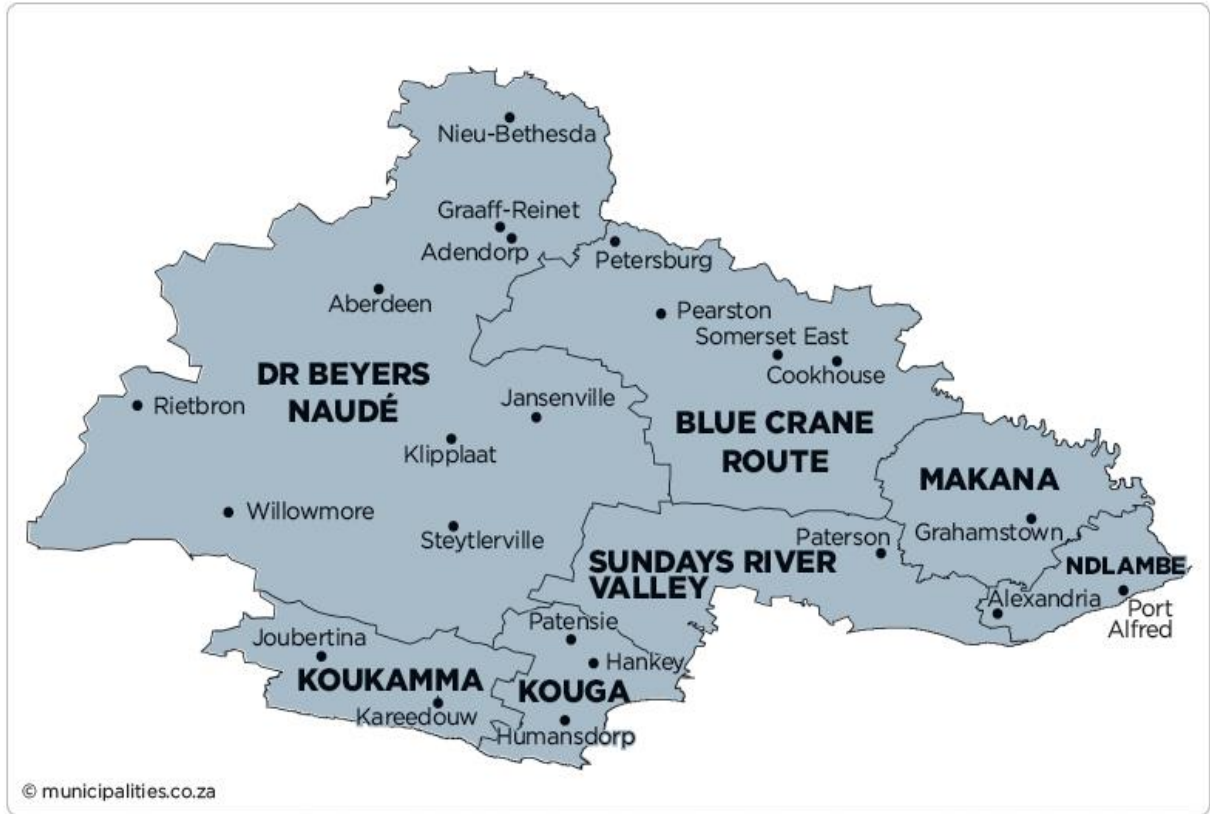 Nieu-Bethesda
Graaff-Reinet
Adendorp
Petersburg
Aberdeen
Pearston
Somerset East
Cookhouse
DR BEYERS
NAUDÉ
Rietbron
Jansenville
BLUE CRANE
ROUTE
Klipplaat
MAKANA
Willowmore
Grahamstown
Steytlerville
Paterson
SUNDAYS RIVER
VALLEY
NDLAMBE
Alexandria
Port
Alfred
Patensie
Joubertina
Hankey
KOUKAMMA
KOUGA
Kareedouw
Humansdorp
© municipalities.co.za